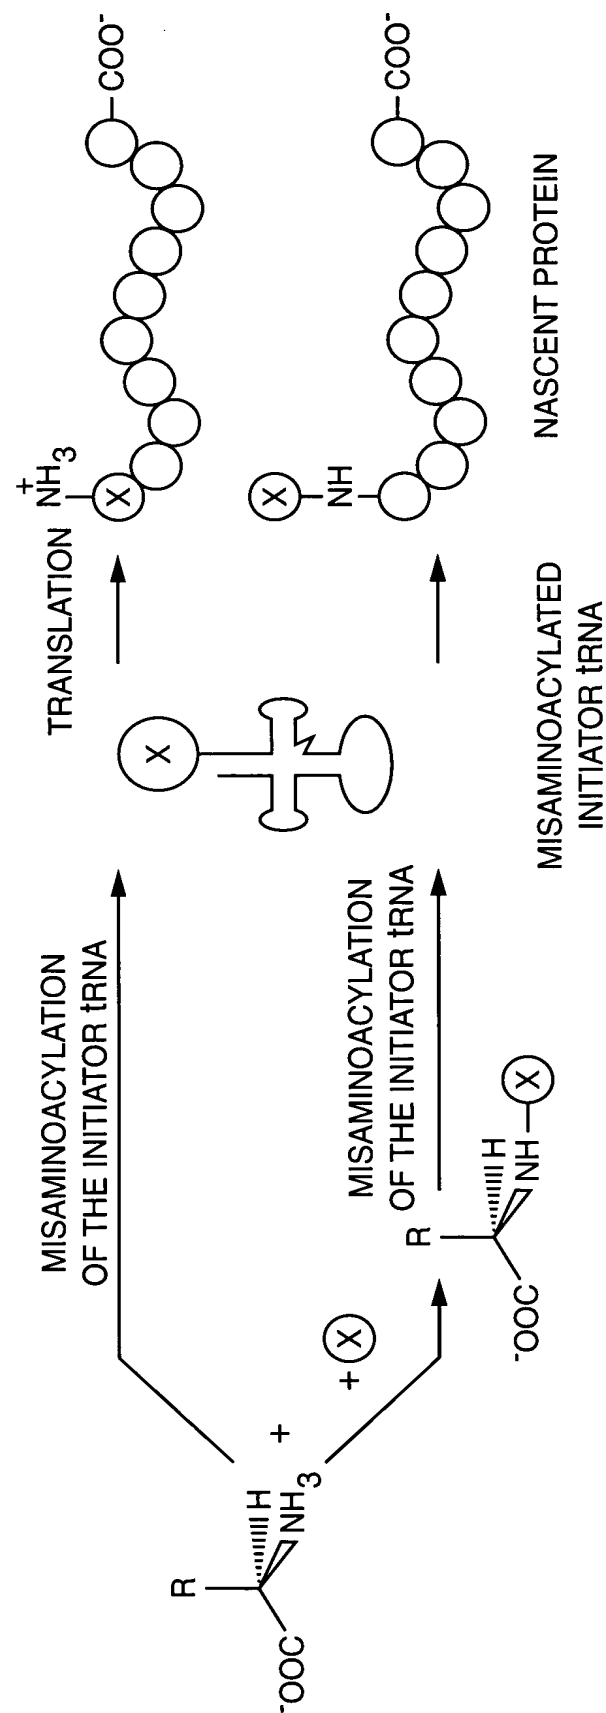 R
H
NH3
+
-OOC
MISAMINOACYLATION
OF THE INITIATOR tRNA
+ X
R
H
NH
X
-OOC
MISAMINOACYLATION
OF THE INITIATOR tRNA
X
MISAMINOACYLATED
INITIATOR tRNA
TRANSLATION
+
NH3
X
COO-
X
NH
COO-
NASCENT PROTEIN